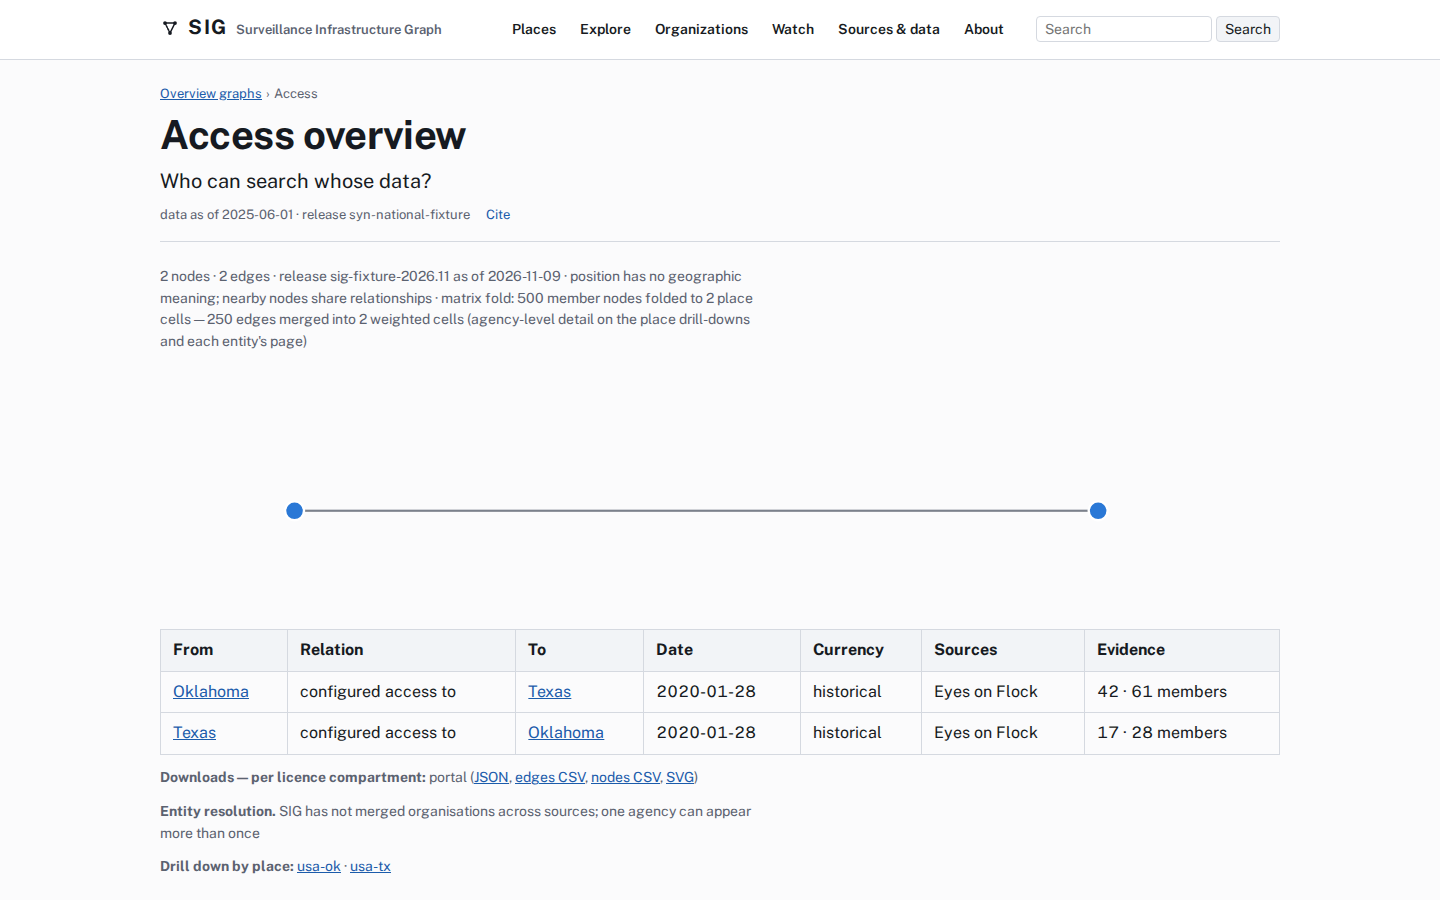 SIG Surveillance Infrastructure Graph Places Explore Organizations Watch Sources & data About Search Search
Overview graphs › Access
Access overview
Who can search whose data?
data as of 2025-06-01 · release syn-national-fixture Cite
2 nodes · 2 edges · release sig-fixture-2026.11 as of 2026-11-09 · position has no geographic
meaning; nearby nodes share relationships · matrix fold: 500 member nodes folded to 2 place
cells — 250 edges merged into 2 weighted cells (agency-level detail on the place drill-downs
and each entity's page)
From Relation To Date Currency Sources Evidence
Oklahoma configured access to Texas 2020-01-28 historical Eyes on Flock 42 · 61 members
Texas configured access to Oklahoma 2020-01-28 historical Eyes on Flock 17 · 28 members
Downloads — per licence compartment: portal (JSON, edges CSV, nodes CSV, SVG)
Entity resolution. SIG has not merged organisations across sources; one agency can appear
more than once
Drill down by place: usa-ok · usa-tx